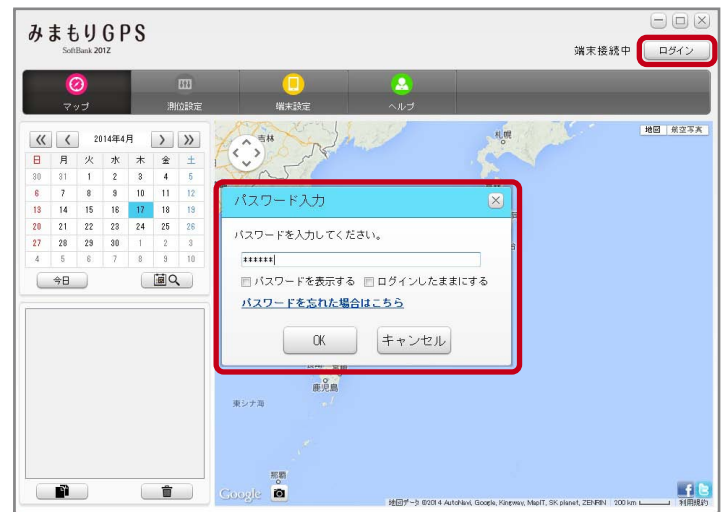 みまもりGPS
SoftBank 201Z
端末接続中 ログイン
マップ 測位設定 端末設定 ヘルプ
2014年4月
日 月 火 水 木 金 土
30 31 1 2 3 4 5
6 7 8 9 10 11 12
13 14 15 16 17 18 19
20 21 22 23 24 25 26
27 28 29 30 1 2 3
4 5 6 7 8 9 10
今日
地図 航空写真
吉林
札幌
パスワード入力
パスワードを入力してください。
******
パスワードを表示する ログインしたままにする
パスワードを忘れた場合はこちら
OK キャンセル
鹿児島
東シナ海
那覇
Google
地図データ ©2014 AutoNavi, Google, Kingway, MapIT, SK planet, ZENRIN 200 km 利用規約